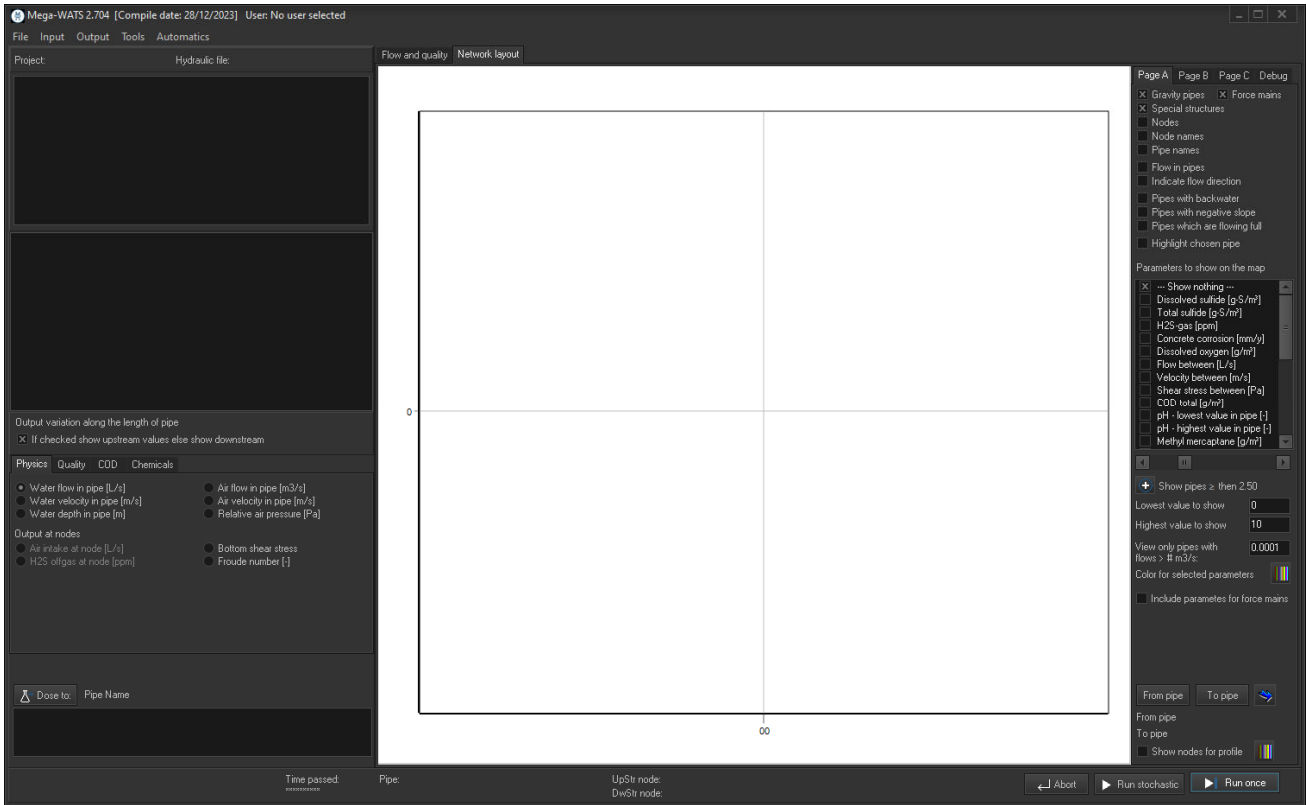 Mega-WATS 2.704 [Compile date: 28/12/2023] User: No user selected
File Input Output Tools Automatics
Project: Hydraulic file:
Flow and quality Network layout
0
00
Output variation along the length of pipe
If checked show upstream values else show downstream
Physics Quality COD Chemicals
Water flow in pipe [L/s] Air flow in pipe [m3/s]
Water velocity in pipe [m/s] Air velocity in pipe [m/s]
Water depth in pipe [m] Relative air pressure [Pa]
Output at nodes
Air intake at node [L/s] Bottom shear stress
H2S offgas at node [ppm] Froude number [-]
Dose to: Pipe Name
Page A Page B Page C Debug
Gravity pipes Force mains
Special structures
Nodes
Node names
Pipe names
Flow in pipes
Indicate flow direction
Pipes with backwater
Pipes with negative slope
Pipes which are flowing full
Highlight chosen pipe
Parameters to show on the map
--- Show nothing ---
Dissolved sulfide [g-S/m³]
Total sulfide [g-S/m³]
H2S-gas [ppm]
Concrete corrosion [mm/y]
Dissolved oxygen [g/m³]
Flow between [L/s]
Velocity between [m/s]
Shear stress between [Pa]
COD total [g/m³]
pH - lowest value in pipe [-]
pH - highest value in pipe [-]
Methyl mercaptane [g/m³]
Show pipes ≥ then 2.50
Lowest value to show 0
Highest value to show 10
View only pipes with 0.0001
flows > # m3/s:
Color for selected parameters
Include parametes for force mains
From pipe To pipe
From pipe
To pipe
Show nodes for profile
Time passed: Pipe: UpStr node:
********** DwStr node:
Abort Run stochastic Run once